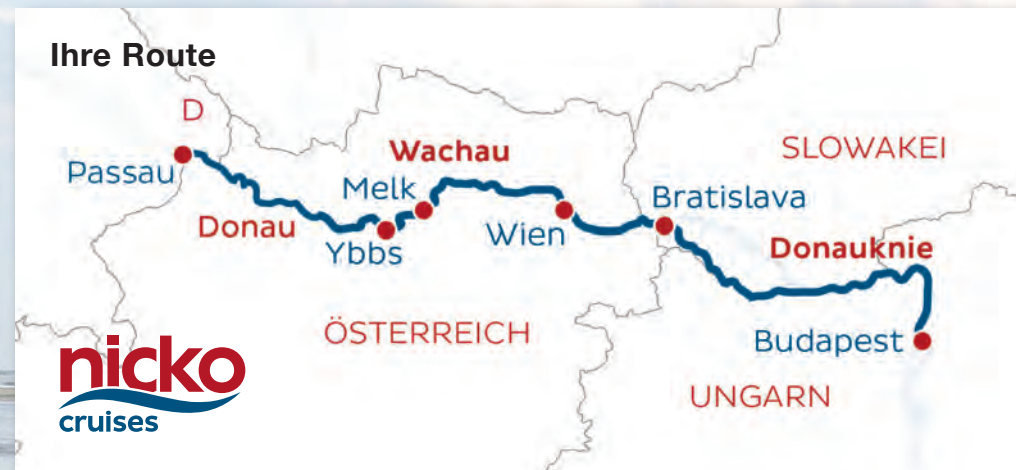 Ihre Route
D
Passau
Donau
Ybbs
Melk
Wachau
Wien
Bratislava
SLOWAKEI
Donauknie
Budapest
ÖSTERREICH
UNGARN
nicko
cruises